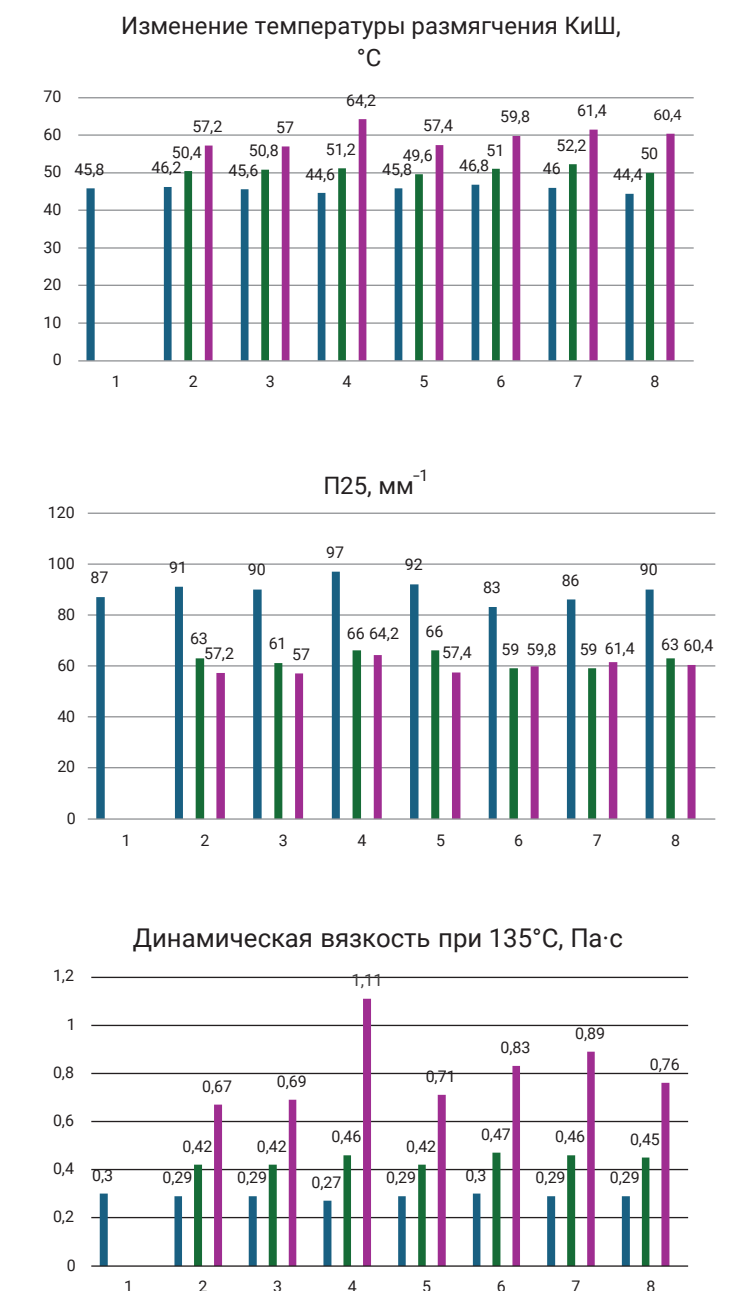 Изменение температуры размягчения КиШ,
°C
70
64,2
60
57,2 57 57,4 59,8 61,4 60,4
50
45,8 46,2 50,4 45,6 50,8 44,6 51,2 45,8 49,6 46,8 51 46 52,2 44,4 50
40
30
20
10
0
1 2 3 4 5 6 7 8
П25, мм⁻¹
120
100
87 91 90 97 92 83 86 90
80
63 57,2 61 57 66 64,2 66 57,4 59 59,8 59 61,4 63 60,4
60
40
20
0
1 2 3 4 5 6 7 8
Динамическая вязкость при 135°C, Па·с
1,2
1,11
1
0,8
0,67 0,69 0,71 0,83 0,89 0,76
0,6
0,42 0,42 0,46 0,42 0,47 0,46 0,45
0,4
0,3 0,29 0,29 0,27 0,29 0,3 0,29 0,29
0,2
0
1 2 3 4 5 6 7 8